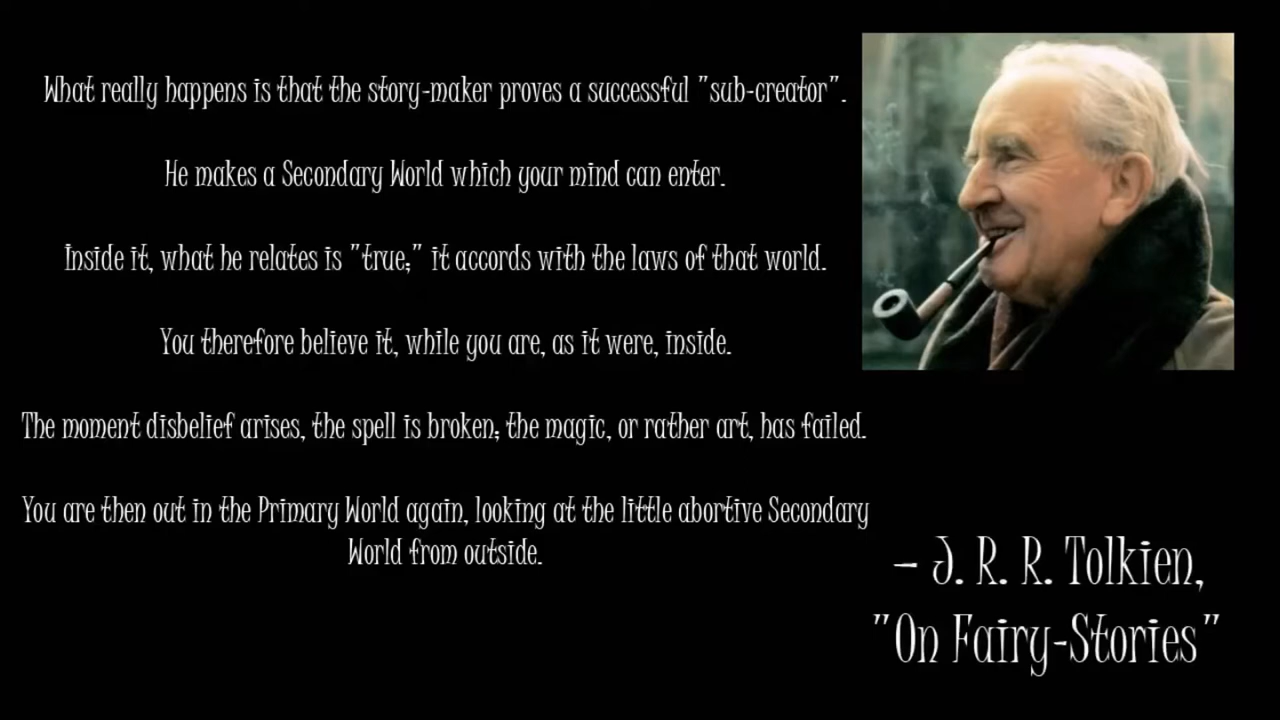 What really happens is that the story-maker proves a successful "sub-creator".
He makes a Secondary World which your mind can enter.
Inside it, what he relates is "true;" it accords with the laws of that world.
You therefore believe it, while you are, as it were, inside.
The moment disbelief arises, the spell is broken; the magic, or rather art, has failed.
You are then out in the Primary World again, looking at the little abortive Secondary
World from outside.
– J. R. R. Tolkien,
"On Fairy-Stories"